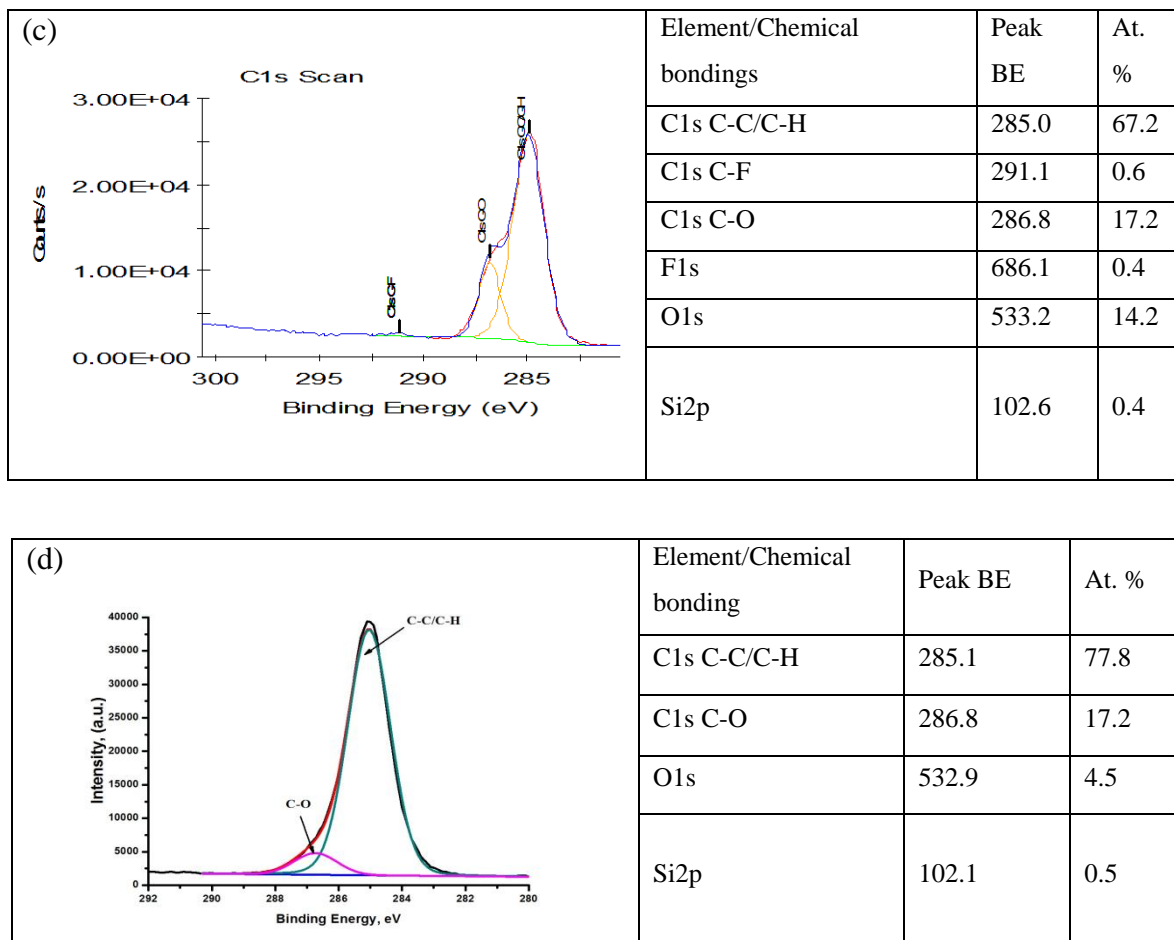 (c)
C1s Scan
3.00E+04
2.00E+04
1.00E+04
0.00E+00
Counts/s
300 295 290 285
Binding Energy (eV)
Element/Chemical bondings Peak BE At. %
C1s C-C/C-H 285.0 67.2
C1s C-F 291.1 0.6
C1s C-O 286.8 17.2
F1s 686.1 0.4
O1s 533.2 14.2
Si2p 102.6 0.4
(d)
C-C/C-H
C-O
40000
35000
30000
25000
20000
15000
10000
5000
0
Intensity, (a.u.)
292 290 288 286 284 282 280
Binding Energy, eV
Element/Chemical bonding Peak BE At. %
C1s C-C/C-H 285.1 77.8
C1s C-O 286.8 17.2
O1s 532.9 4.5
Si2p 102.1 0.5